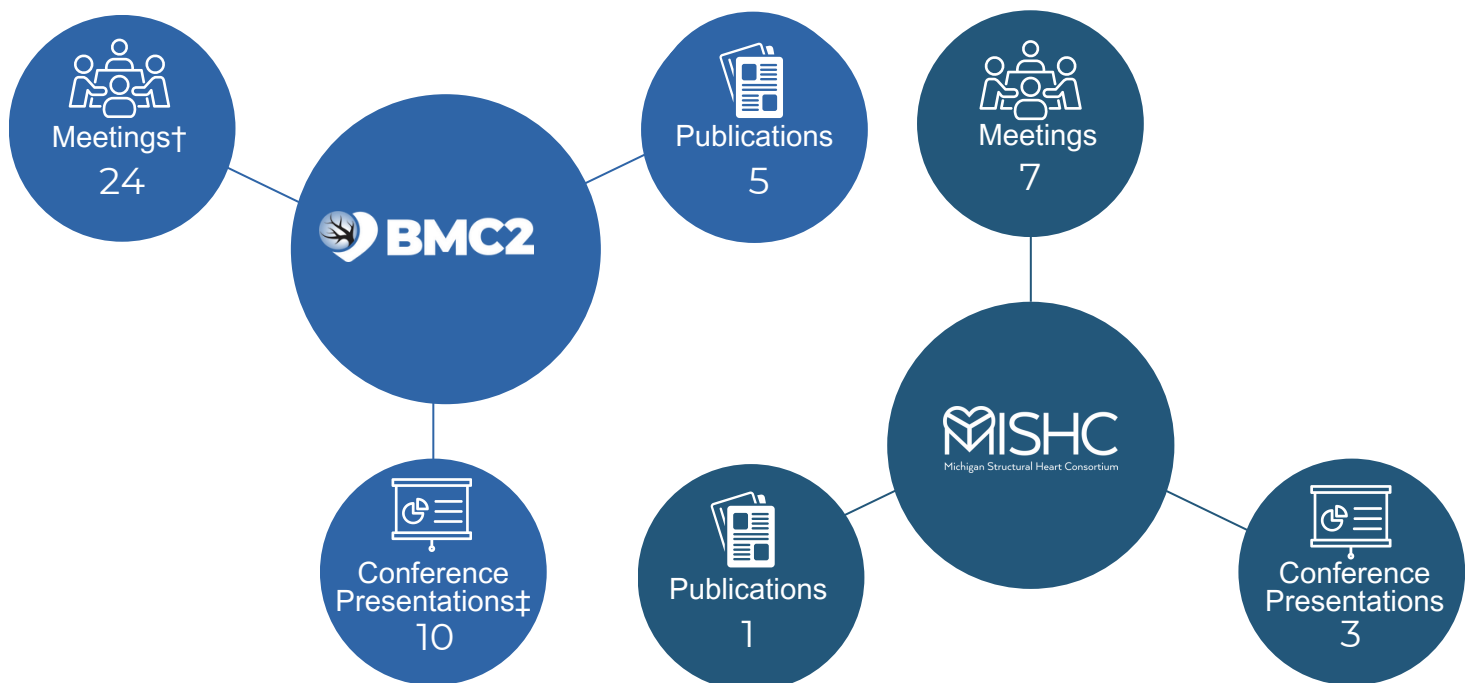 Meetings†
24
BMC2
Publications
5
Conference
Presentations‡
10
Meetings
7
MISHC
Michigan Structural Heart Consortium
Publications
1
Conference
Presentations
3